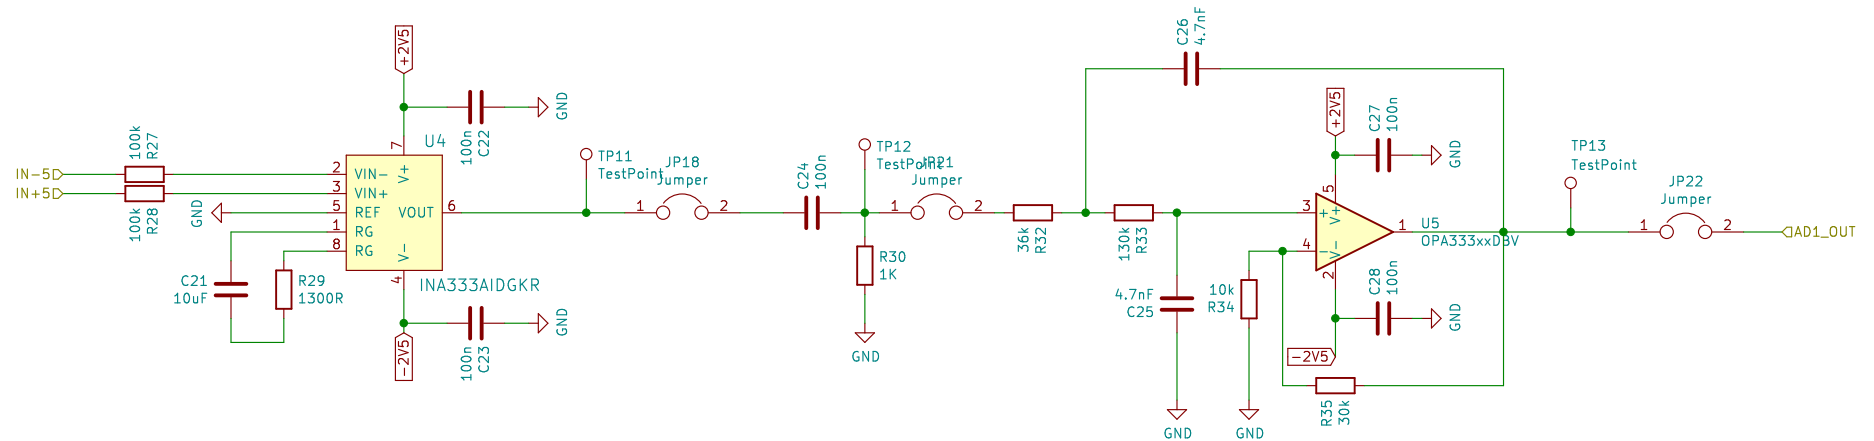 IN-5
IN+5
100k
R27
100k
R28
GND
C21
10uF
R29
1300R
+2V5
100n
C22
GND
U4
7
V+
2
VIN-
3
VIN+
5
REF
1
RG
8
RG
VOUT
6
V-
4
INA333AIDGKR
-2V5
100n
C23
GND
TP11
TestPoint
JP18
Jumper
1
2
C24
100n
TP12
TestPoint
JP21
Jumper
1
2
R30
1K
GND
36k
R32
130k
R33
C26
4.7nF
4.7nF
C25
GND
10k
R34
GND
+2V5
C27
100n
GND
5
V+
3
+
4
-
V-
2
1
U5
OPA333xxDBV
C28
100n
GND
-2V5
R35
30k
TP13
TestPoint
JP22
Jumper
1
2
AD1_OUT